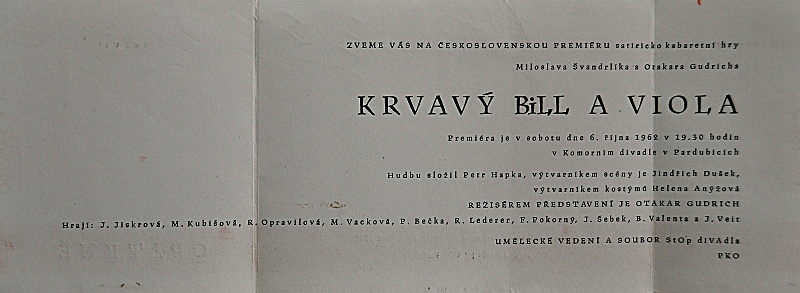 ZVEME VÁS NA ČESKOSLOVENSKOU PREMIÉRU satiricko kabaretní hry
Miloslava Švandrlíka a Otakara Gudricha
KRVAVÝ BiLL A VIOLA
Premiéra je v sobotu dne 6. října 1962 v 19.30 hodin
v Komorním divadle v Pardubicích
Hudbu složil Petr Hapka, výtvarníkem scény je Jindřich Dušek,
výtvarníkem kostýmů Helena Anýžová
REŽISÉREM PŘEDSTAVENÍ JE OTAKAR GUDRICH
Hrají: J. Jiskrová, M. Kubišová, R. Opravilová, M. Vacková, P. Bečka, R. Lederer, F. Pokorný, J. Šebek, B. Valenta a J. Veit
UMĚLECKÉ VEDENÍ A SOUBOR StOp divAdla
PKO